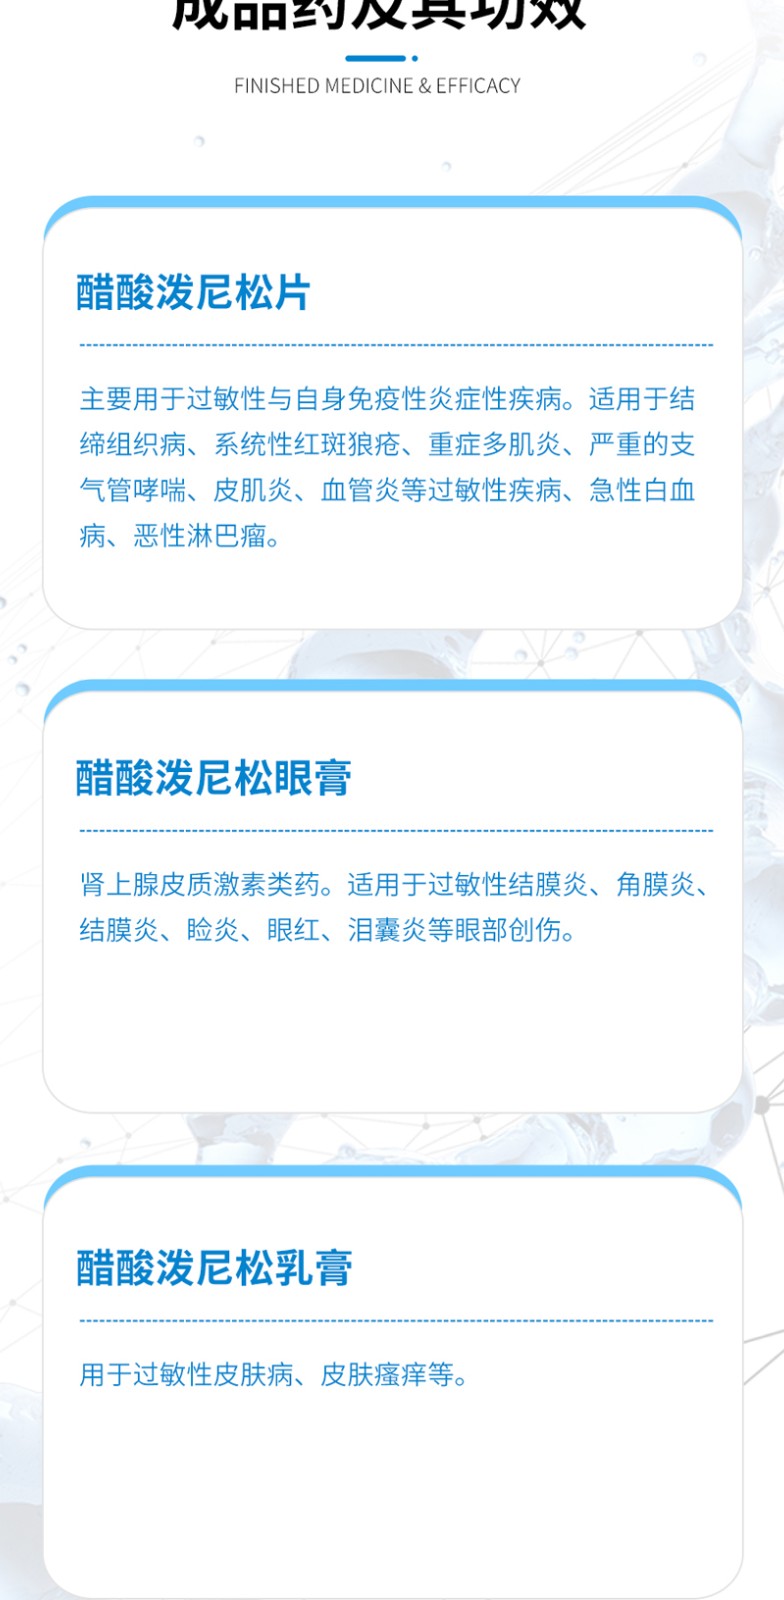 成品药及其功效
FINISHED MEDICINE & EFFICACY
醋酸泼尼松片
主要用于过敏性与自身免疫性炎症性疾病。适用于结
缔组织病、系统性红斑狼疮、重症多肌炎、严重的支
气管哮喘、皮肌炎、血管炎等过敏性疾病、急性白血
病、恶性淋巴瘤。
醋酸泼尼松眼膏
肾上腺皮质激素类药。适用于过敏性结膜炎、角膜炎、
结膜炎、睑炎、眼红、泪囊炎等眼部创伤。
醋酸泼尼松乳膏
用于过敏性皮肤病、皮肤瘙痒等。